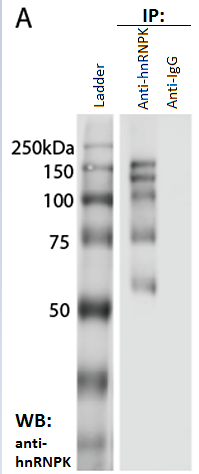 A
IP:
Ladder
Anti-hnRNPK
Anti-IgG
250kDa
150
100
75
50
WB:
anti-
hnRNPK